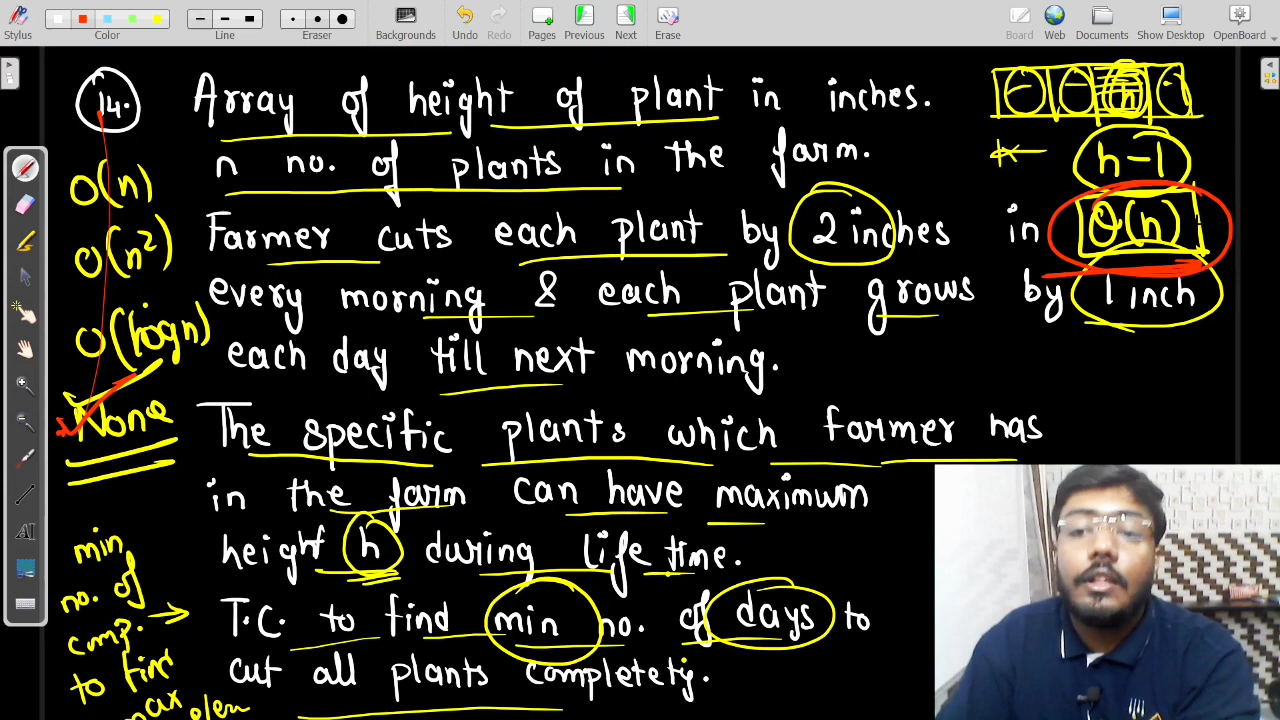 Stylus
Color
Line
Eraser
Backgrounds
Undo
Redo
Pages
Previous
Next
Erase
Board
Web
Documents
Show Desktop
OpenBoard
14. Array of height of plant in inches.
n no. of plants in the farm.
Farmer cuts each plant by 2 inches in
every morning & each plant grows by 1 inch
each day till next morning.
The specific plants which farmer has
in the farm can have maximum
height h during life time.
T.C. to find min no. of days to
cut all plants completety.
O(n)
O(n²)
O(logn)
None
min
no. of
comp.
to find
max elem
h
h-1
O(n)